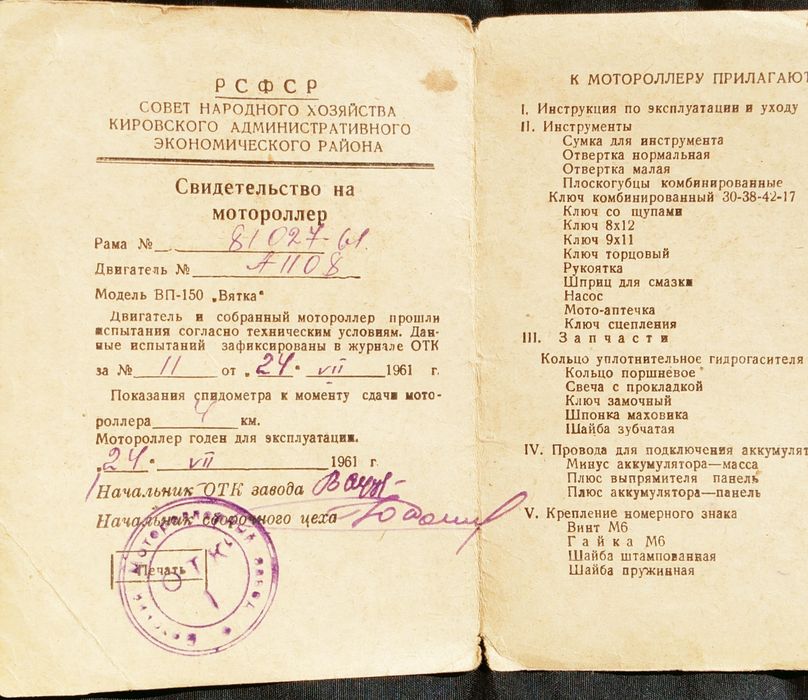 РСФСР
СОВЕТ НАРОДНОГО ХОЗЯЙСТВА
КИРОВСКОГО АДМИНИСТРАТИВНОГО
ЭКОНОМИЧЕСКОГО РАЙОНА
Свидетельство на
мотороллер
Рама № 81027-61.
Двигатель № А1108
Модель ВП-150 „Вятка“
Двигатель и собранный мотороллер прошли
испытания согласно техническим условиям. Дан-
ные испытаний зафиксированы в журнале ОТК
за № 11 от „24“ VII 1961 г.
Показания спидометра к моменту сдачи мото-
роллера 4 км.
Мотороллер годен для эксплуатации.
„24“ VII 1961 г.
Начальник ОТК завода
Начальник сборочного цеха
Печать
ОТК
1
К МОТОРОЛЛЕРУ ПРИЛАГАЮТ
I. Инструкция по эксплуатации и уходу
II. Инструменты
Сумка для инструмента
Отвертка нормальная
Отвертка малая
Плоскогубцы комбинированные
Ключ комбинированный 30-38-42-17
Ключ со щупами
Ключ 8х12
Ключ 9х11
Ключ торцовый
Рукоятка
Шприц для смазки
Насос
Мото-аптечка
Ключ сцепления
III. Запчасти
Кольцо уплотнительное гидрогасителя
Кольцо поршневое
Свеча с прокладкой
Ключ замочный
Шпонка маховика
Шайба зубчатая
IV. Провода для подключения аккумулят
Минус аккумулятора—масса
Плюс выпрямителя панель
Плюс аккумулятора—панель
V. Крепление номерного знака
Винт М6
Гайка М6
Шайба штампованная
Шайба пружинная